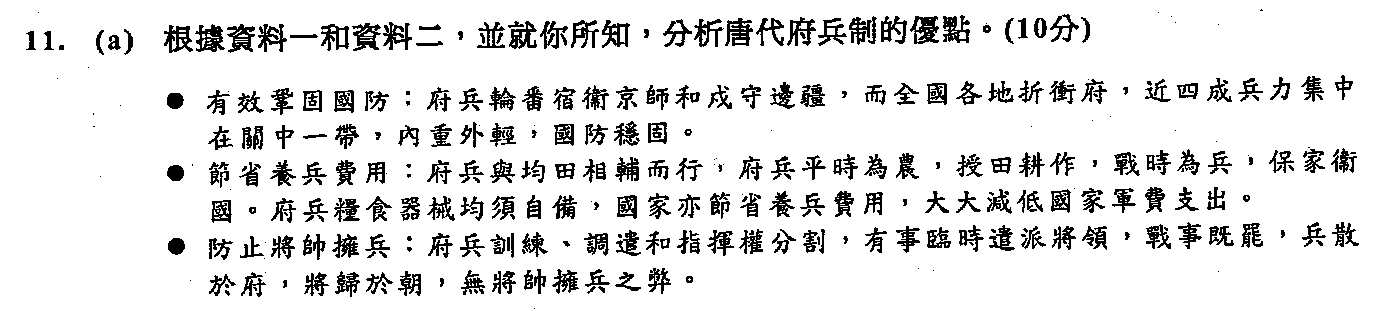 11. (a) 根據資料一和資料二，並就你所知，分析唐代府兵制的優點。(10分)
● 有效鞏固國防：府兵輪番宿衞京師和戍守邊疆，而全國各地折衝府，近四成兵力集中
在關中一帶，內重外輕，國防穩固。
● 節省養兵費用：府兵與均田相輔而行，府兵平時為農，授田耕作，戰時為兵，保家衞
國。府兵糧食器械均須自備，國家亦節省養兵費用，大大減低國家軍費支出。
● 防止將帥擁兵：府兵訓練、調遣和指揮權分割，有事臨時遣派將領，戰事既罷，兵散
於府，將歸於朝，無將帥擁兵之弊。